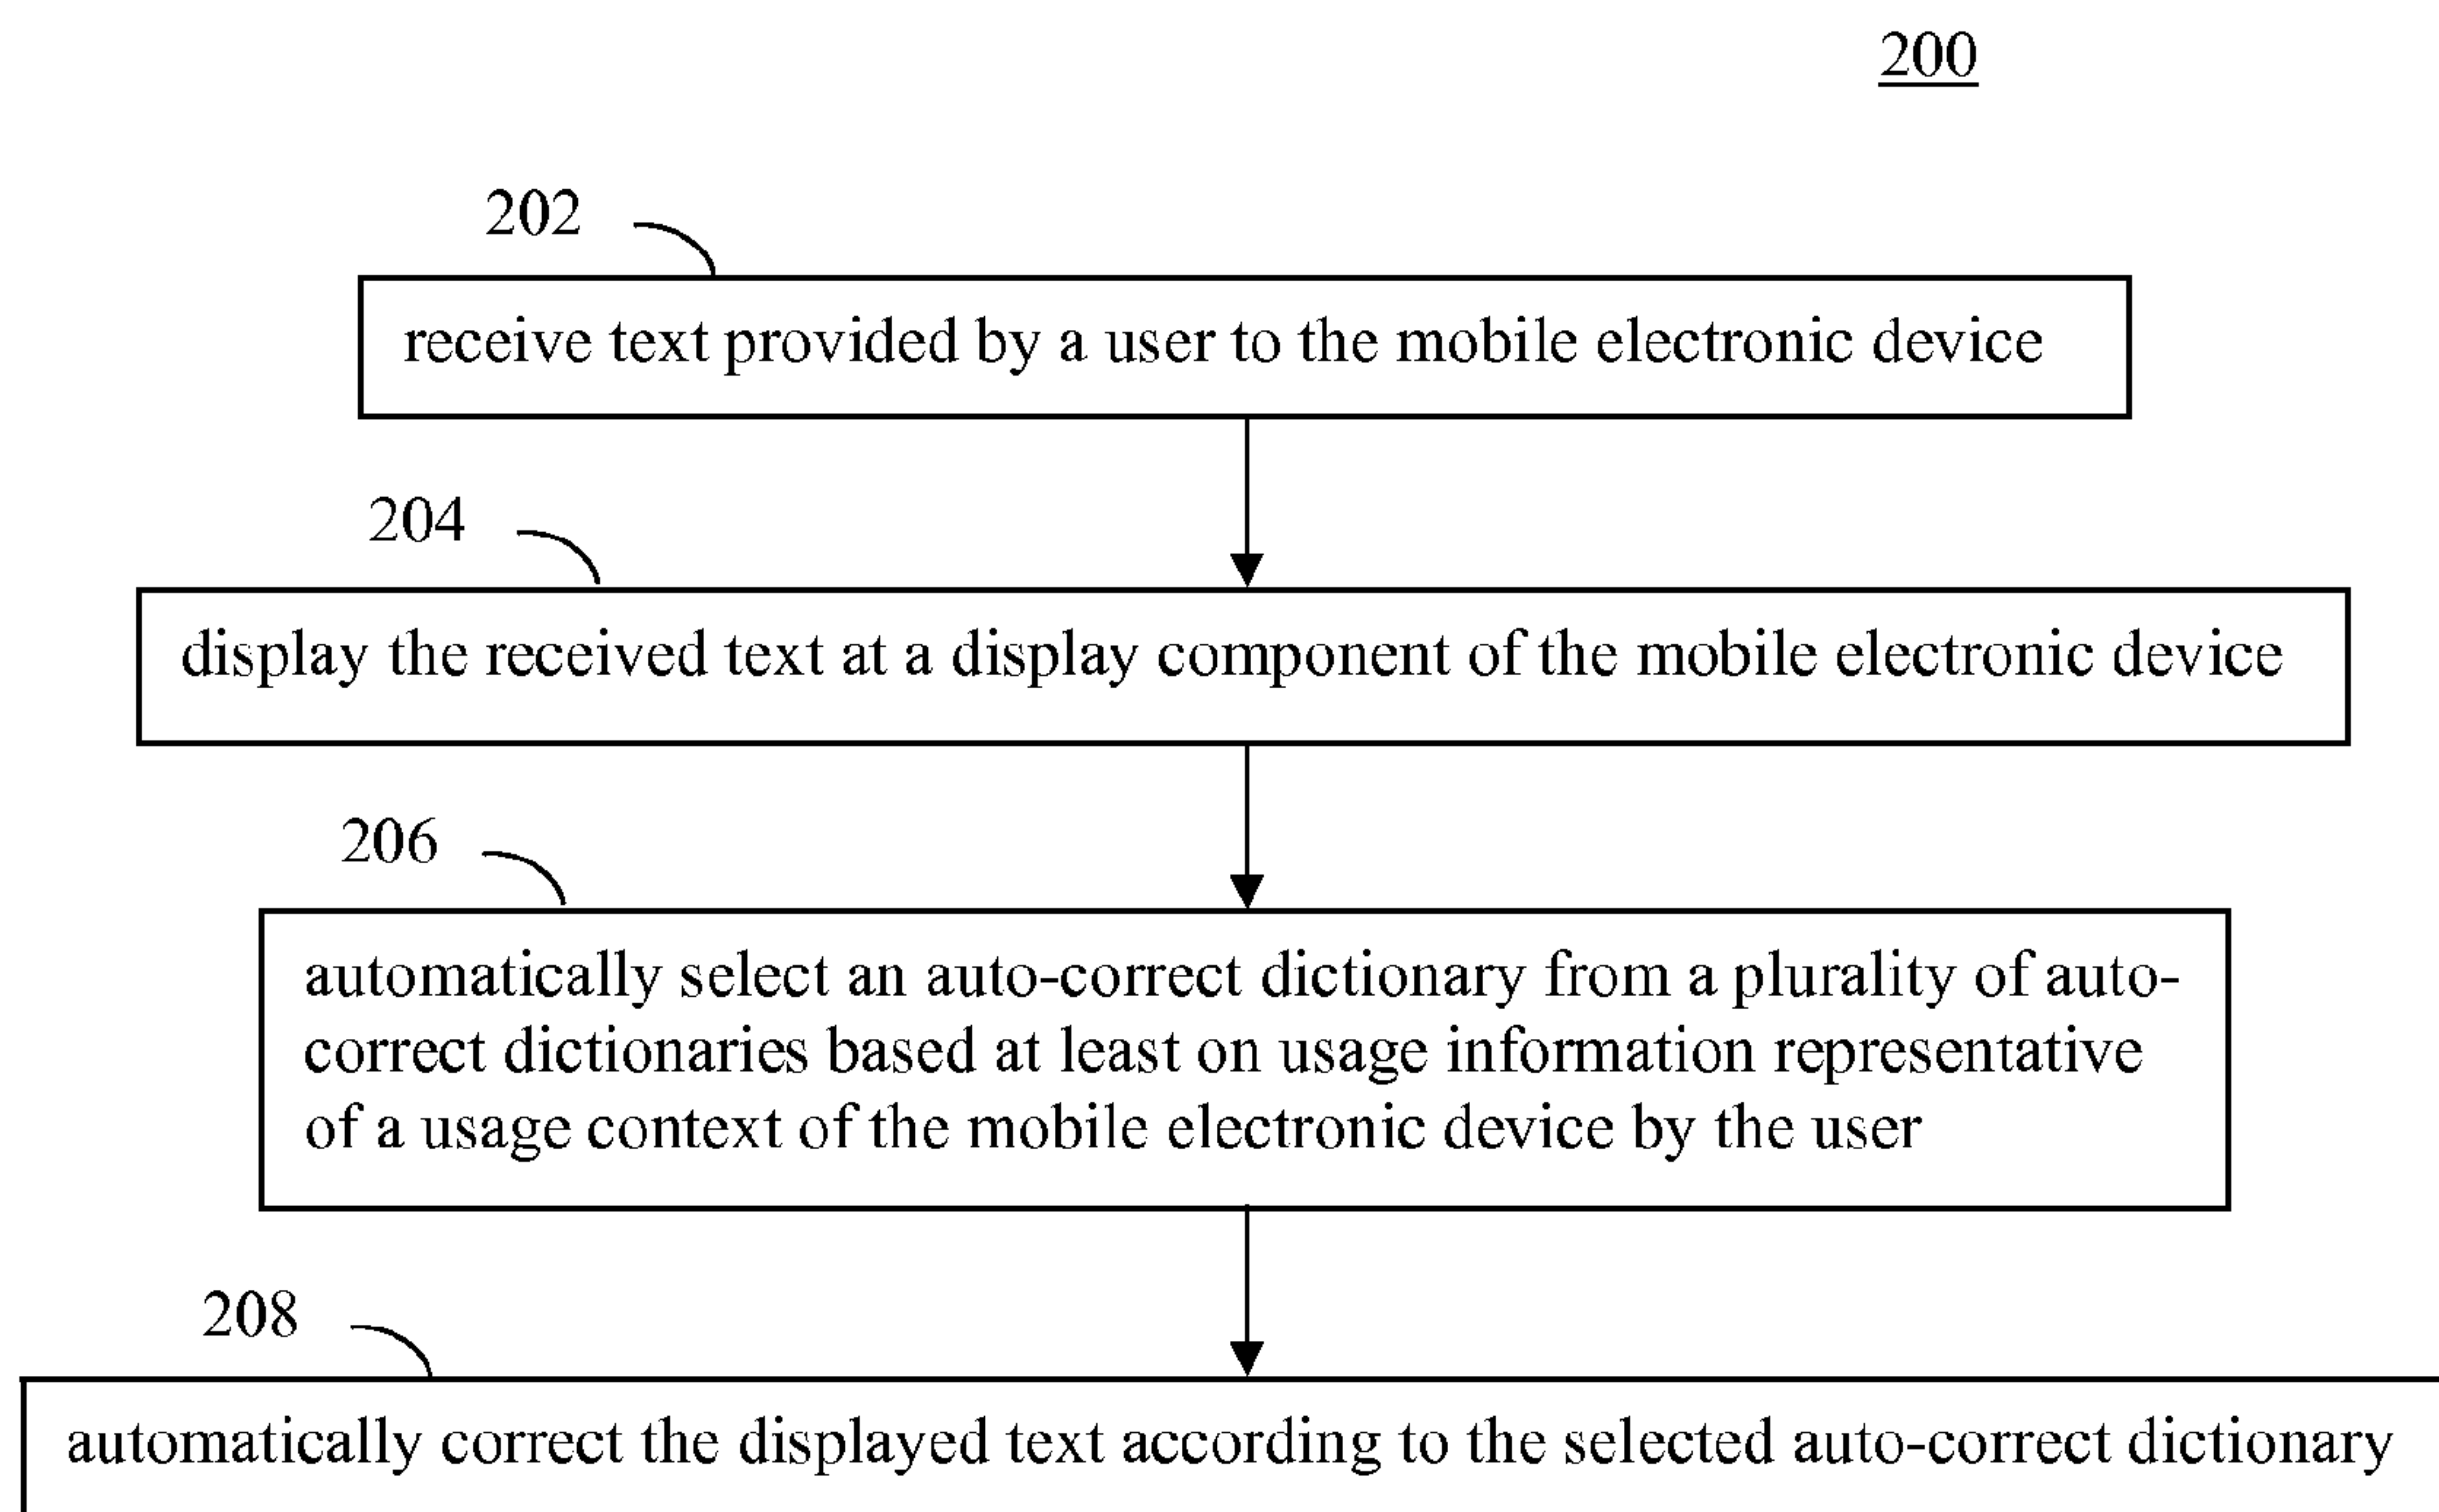 200
202
receive text provided by a user to the mobile electronic device
204
display the received text at a display component of the mobile electronic device
206
automatically select an auto-correct dictionary from a plurality of auto-
correct dictionaries based at least on usage information representative
of a usage context of the mobile electronic device by the user
208
automatically correct the displayed text according to the selected auto-correct dictionary